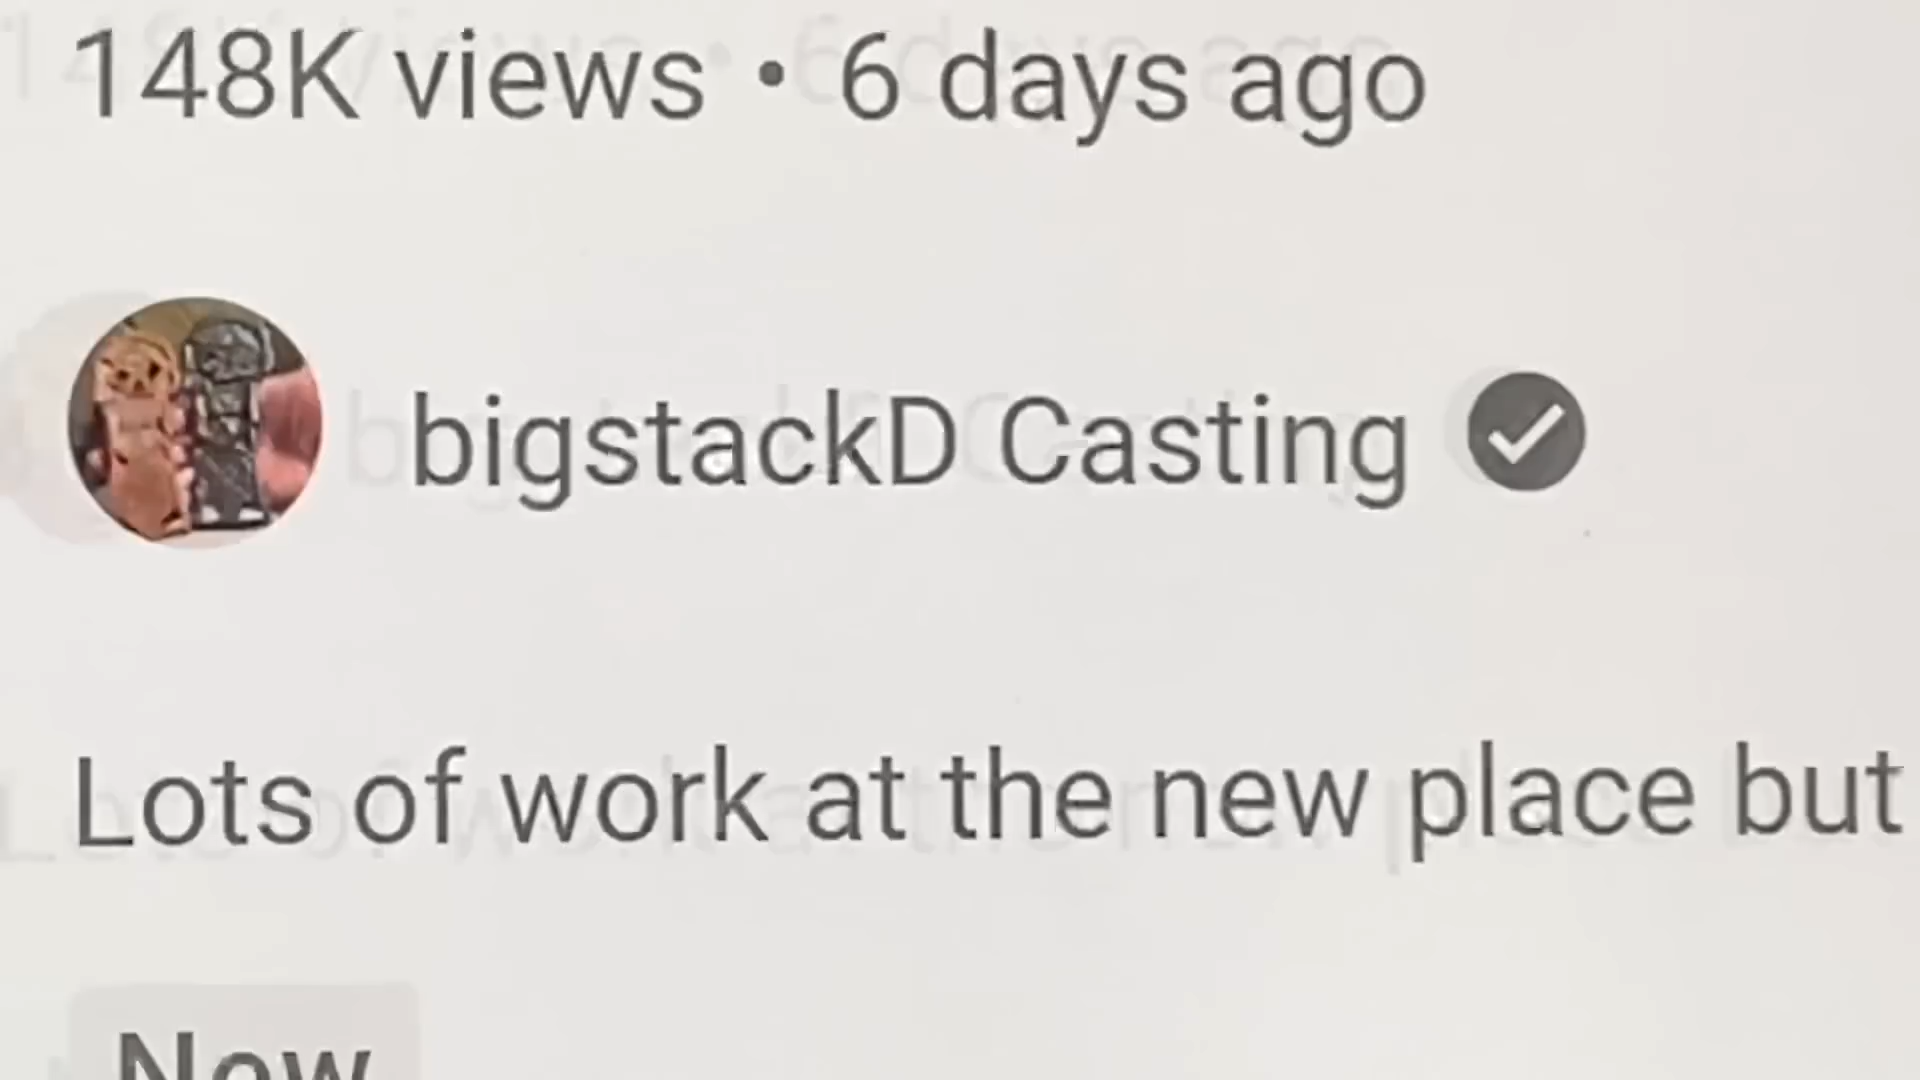 148K views • 6 days ago
bigstackD Casting
Lots of work at the new place but
New